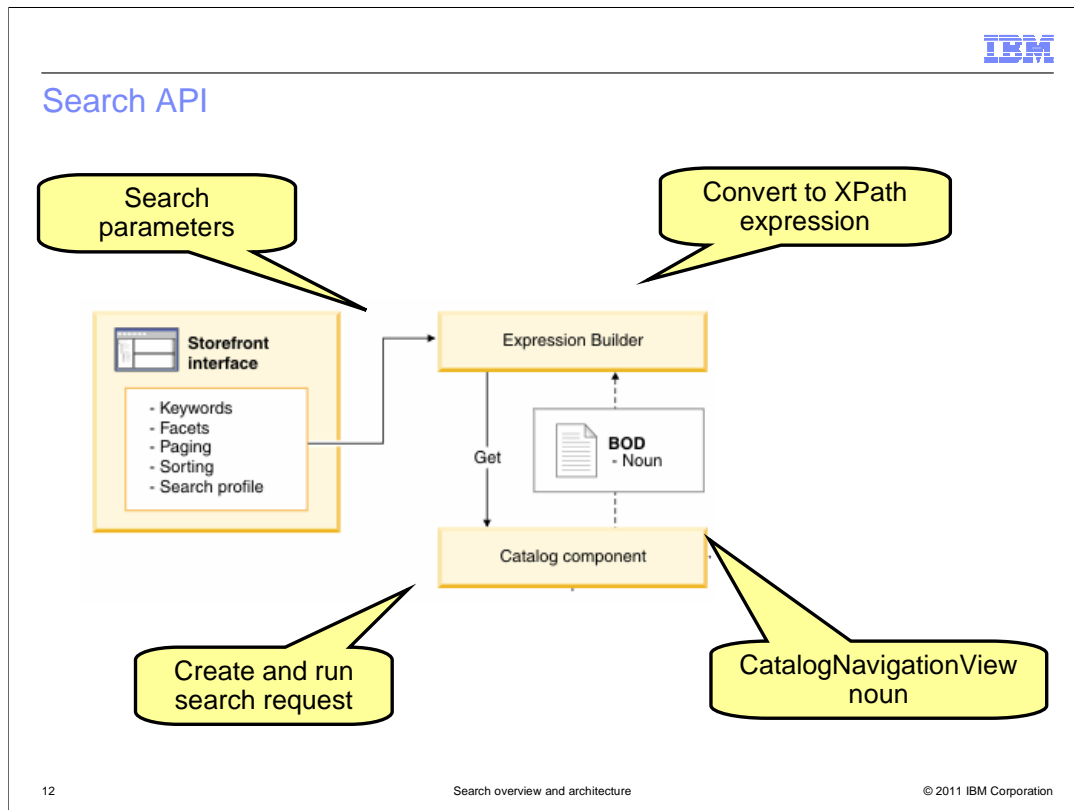 IBM
Search API
Search
parameters
Convert to XPath
expression
Storefront
interface
- Keywords
- Facets
- Paging
- Sorting
- Search profile
Expression Builder
Get
BOD
- Noun
Catalog component
Create and run
search request
CatalogNavigationView
noun
12
Search overview and architecture
© 2011 IBM Corporation